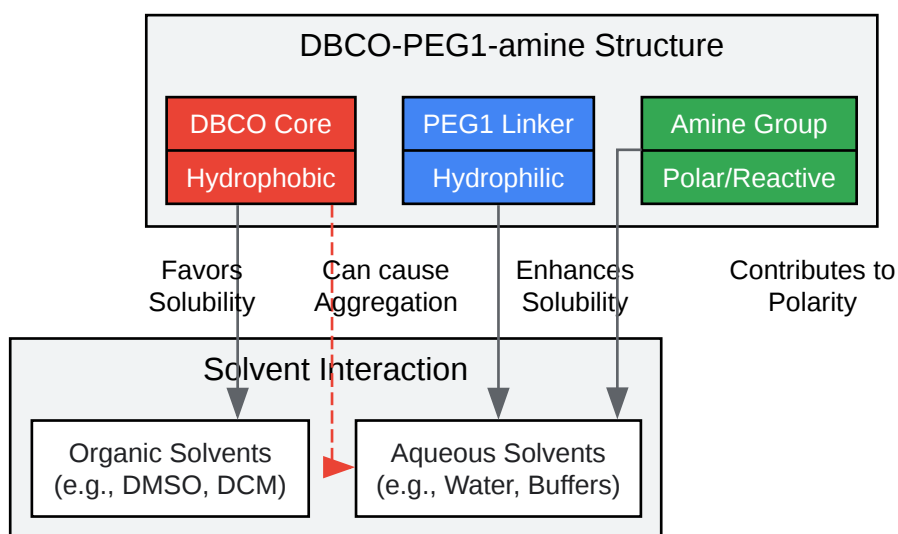 DBCO-PEG1-amine Structure
DBCO Core
Hydrophobic
PEG1 Linker
Hydrophilic
Amine Group
Polar/Reactive
Favors
Solubility
Can cause
Aggregation
Enhances
Solubility
Contributes to
Polarity
Solvent Interaction
Organic Solvents
(e.g., DMSO, DCM)
Aqueous Solvents
(e.g., Water, Buffers)